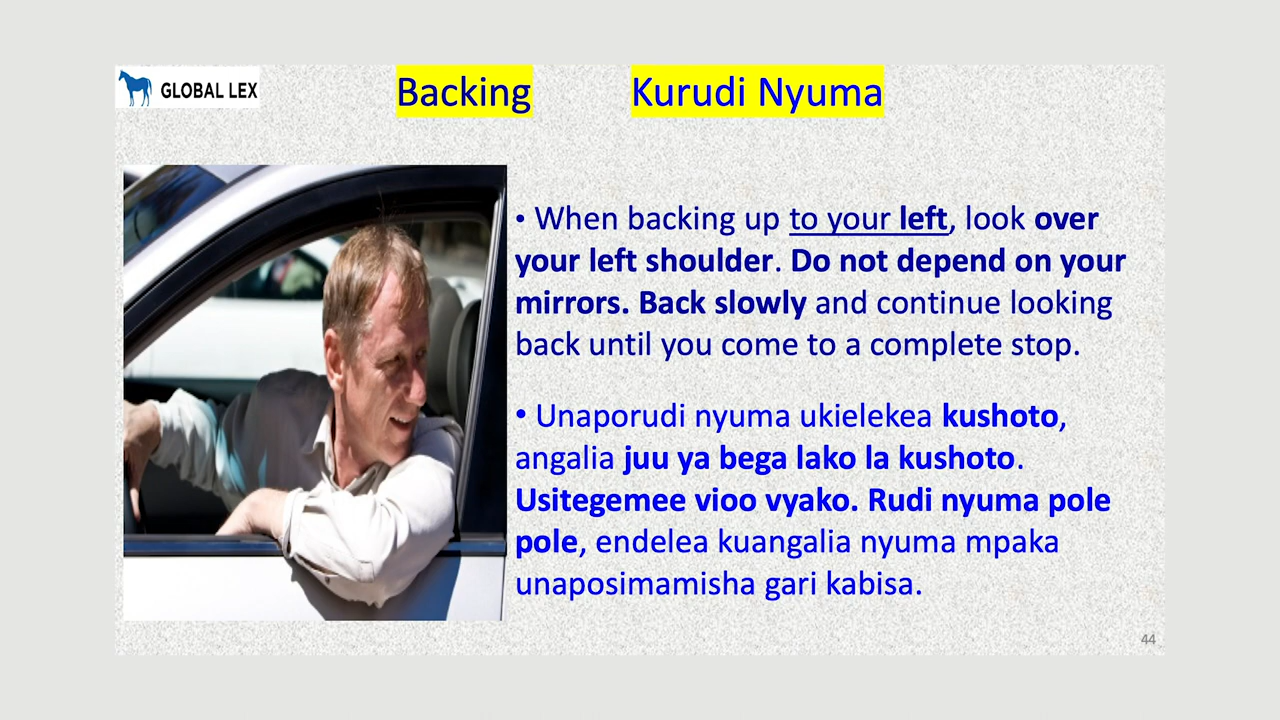 GLOBAL LEX
Backing Kurudi Nyuma
• When backing up to your left, look over
your left shoulder. Do not depend on your
mirrors. Back slowly and continue looking
back until you come to a complete stop.
• Unaporudi nyuma ukielekea kushoto,
angalia juu ya bega lako la kushoto.
Usitegemee vioo vyako. Rudi nyuma pole
pole, endelea kuangalia nyuma mpaka
unaposimamisha gari kabisa.
44